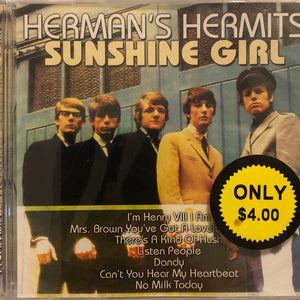 HERMAN'S HERMITS
SUNSHINE GIRL
I'm Henry VIII I Am
Mrs. Brown You've Got A Love
There's A Kind Of Hush
Listen People
Dandy
Can't You Hear My Heartbeat
No Milk Today
ONLY
$4.00